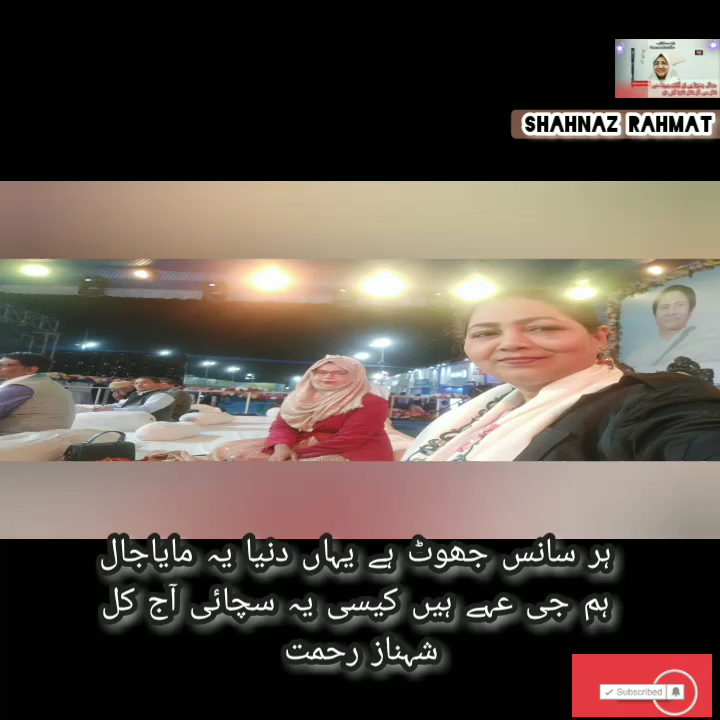 SHAHNAZ RAHMAT
ہر سانس جھوٹ ہے یہاں دنیا یہ مایاجال
ہم جی عہے ہیں کیسی یہ سچائی آج کل
شہناز رحمت
Subscribed